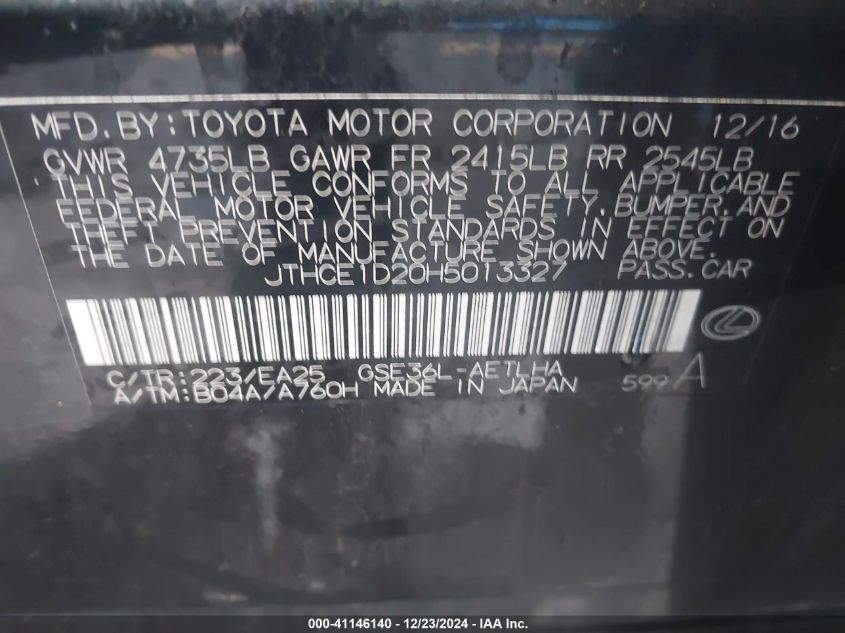 MFD.BY:TOYOTA MOTOR CORPORATION 12/16
GVWR 4735LB GAWR FR 2415LB RR 2545LB
THIS VEHICLE CONFORMS TO ALL APPLICABLE
FEDERAL MOTOR VEHICLE SAFETY,BUMPER,AND
THEFT PREVENTION STANDARDS IN EFFECT ON
THE DATE OF MANUFACTURE SHOWN ABOVE.
JTHCE1D20H5013327 PASS.CAR
C/TR:223/EA25 GSE36L-AETLHA
A/TM:B04A/A760H MADE IN JAPAN 599A
000-41146140 - 12/23/2024 - IAA Inc.